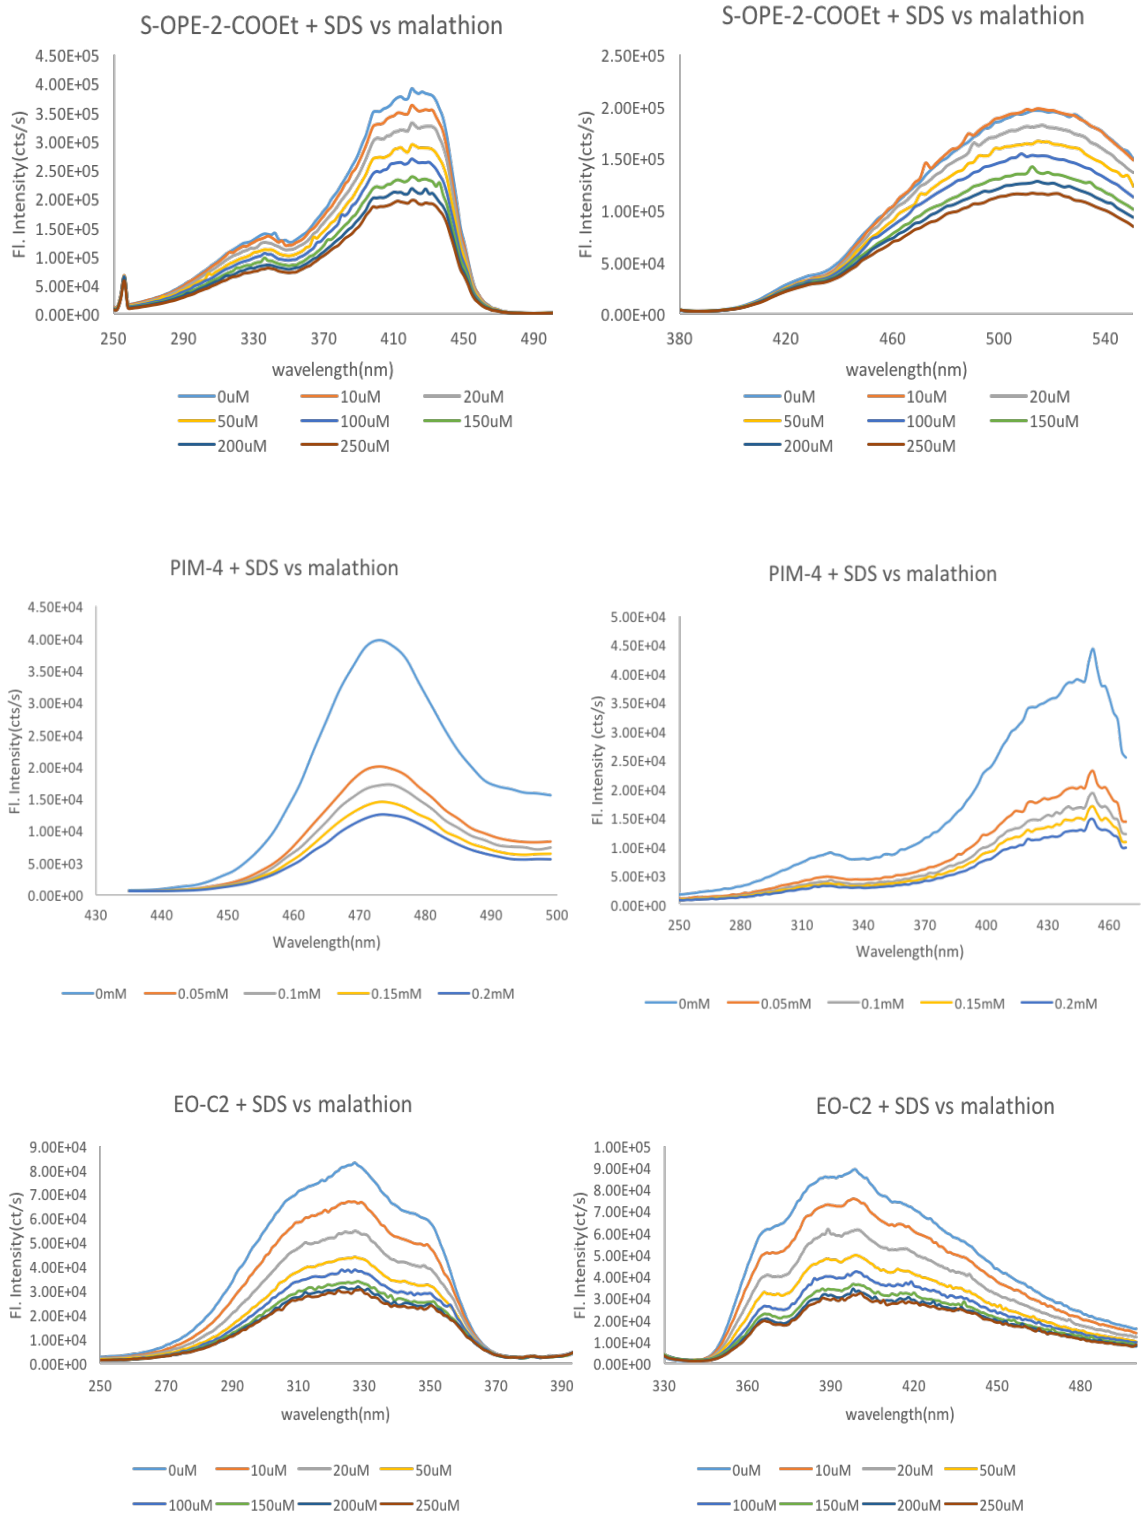 S-OPE-2-COOEt + SDS vs malathion
Fl. Intensity(cts/s)
4.50E+05
4.00E+05
3.50E+05
3.00E+05
2.50E+05
2.00E+05
1.50E+05
1.00E+05
5.00E+04
0.00E+00
250 290 330 370 410 450 490
wavelength(nm)
0uM 10uM 20uM
50uM 100uM 150uM
200uM 250uM
S-OPE-2-COOEt + SDS vs malathion
Fl. Intensity(cts/s)
2.50E+05
2.00E+05
1.50E+05
1.00E+05
5.00E+04
0.00E+00
380 420 460 500 540
wavelength(nm)
0uM 10uM 20uM
50uM 100uM 150uM
200uM 250uM
PIM-4 + SDS vs malathion
Fl. Intensity(cts/s)
4.50E+04
4.00E+04
3.50E+04
3.00E+04
2.50E+04
2.00E+04
1.50E+04
1.00E+04
5.00E+03
0.00E+00
430 440 450 460 470 480 490 500
Wavelength(nm)
0mM 0.05mM 0.1mM 0.15mM 0.2mM
PIM-4 + SDS vs malathion
Fl. Intensity (cts/s)
5.00E+04
4.50E+04
4.00E+04
3.50E+04
3.00E+04
2.50E+04
2.00E+04
1.50E+04
1.00E+04
5.00E+03
0.00E+00
250 280 310 340 370 400 430 460
Wavelength(nm)
0mM 0.05mM 0.1mM 0.15mM 0.2mM
EO-C2 + SDS vs malathion
Fl. Intensity(ct/s)
9.00E+04
8.00E+04
7.00E+04
6.00E+04
5.00E+04
4.00E+04
3.00E+04
2.00E+04
1.00E+04
0.00E+00
250 270 290 310 330 350 370 390
wavelength(nm)
0uM 10uM 20uM 50uM
100uM 150uM 200uM 250uM
EO-C2 + SDS vs malathion
Fl. Intensity(ct/s)
1.00E+05
9.00E+04
8.00E+04
7.00E+04
6.00E+04
5.00E+04
4.00E+04
3.00E+04
2.00E+04
1.00E+04
0.00E+00
330 360 390 420 450 480
wavelength(nm)
0uM 10uM 20uM 50uM
100uM 150uM 200uM 250uM